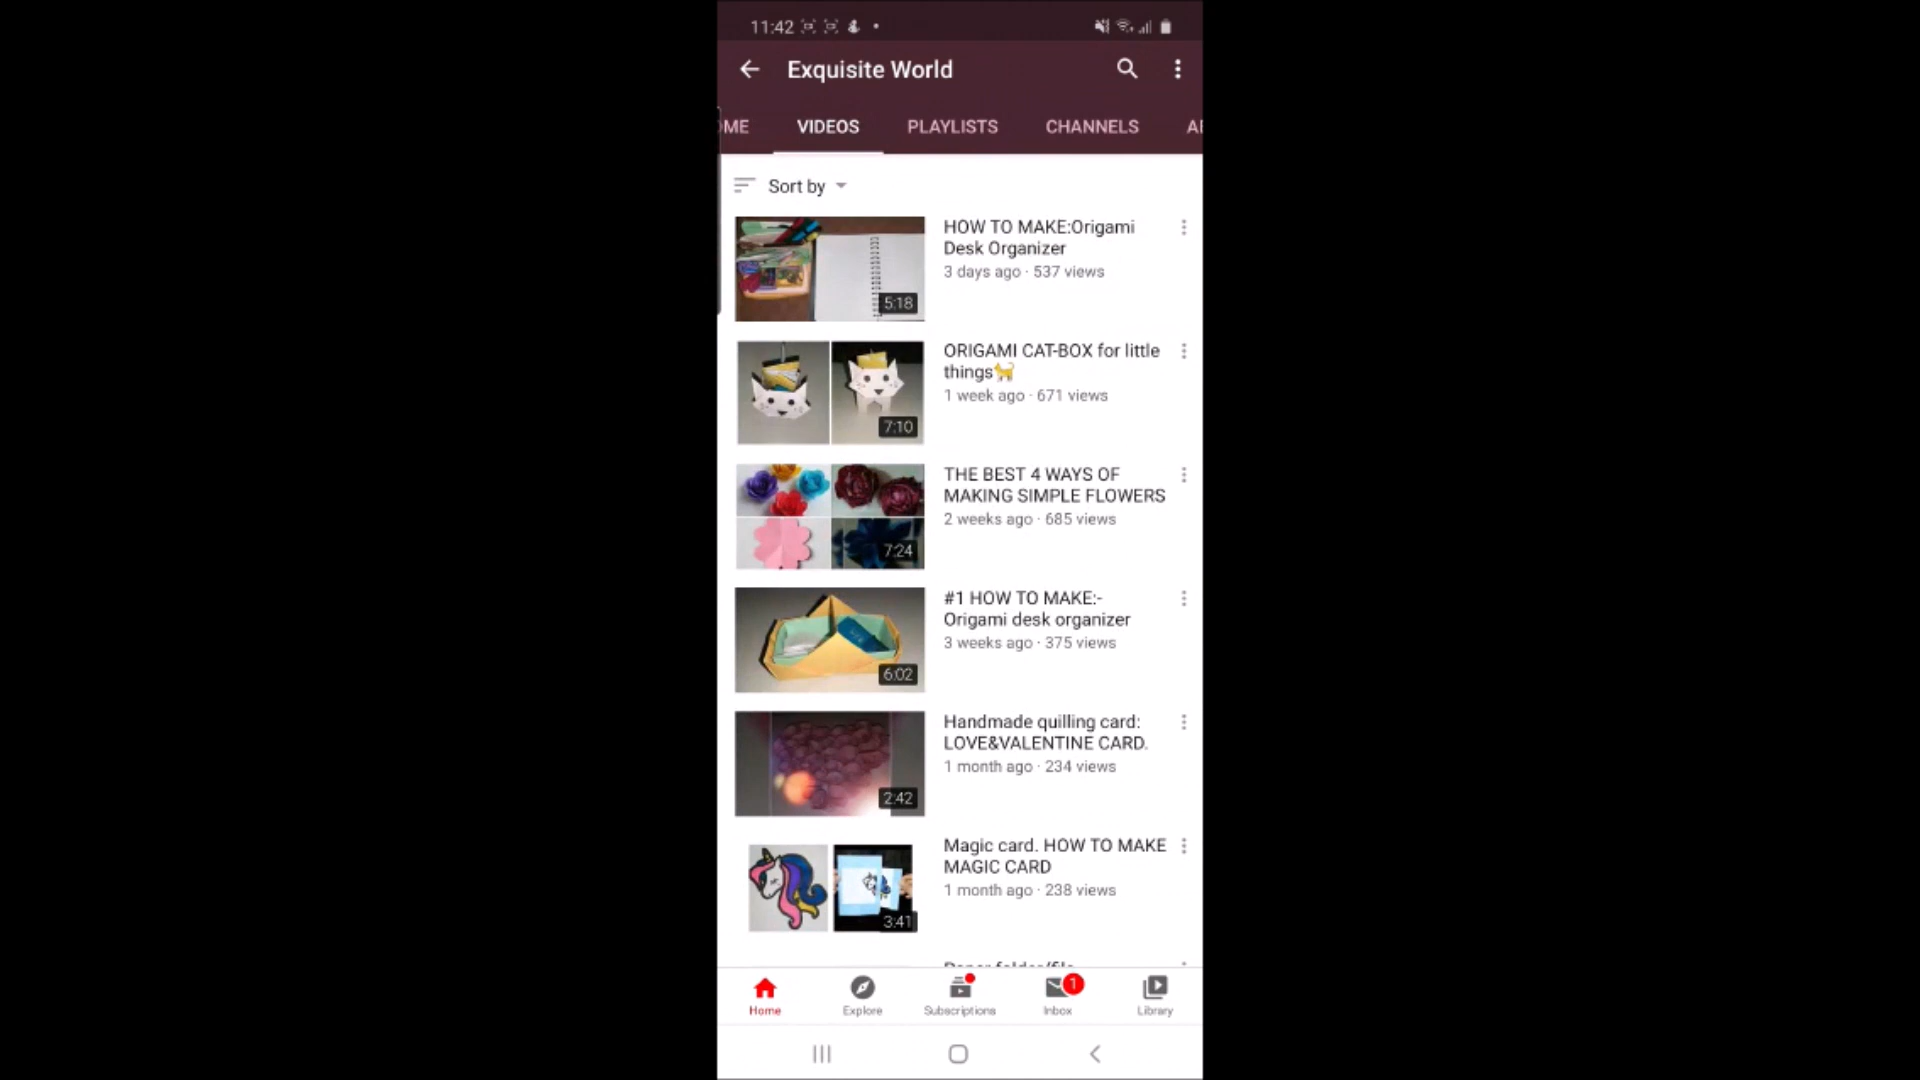 11:42
Exquisite World
OME VIDEOS PLAYLISTS CHANNELS
Sort by
HOW TO MAKE:Origami
Desk Organizer
3 days ago · 537 views
5:18
ORIGAMI CAT-BOX for little
things🐈
1 week ago · 671 views
7:10
THE BEST 4 WAYS OF
MAKING SIMPLE FLOWERS
2 weeks ago · 685 views
7:24
#1 HOW TO MAKE:-
Origami desk organizer
3 weeks ago · 375 views
6:02
Handmade quilling card:
LOVE&VALENTINE CARD.
1 month ago · 234 views
2:42
Magic card. HOW TO MAKE
MAGIC CARD
1 month ago · 238 views
3:41
1
Home Explore Subscriptions Inbox Library